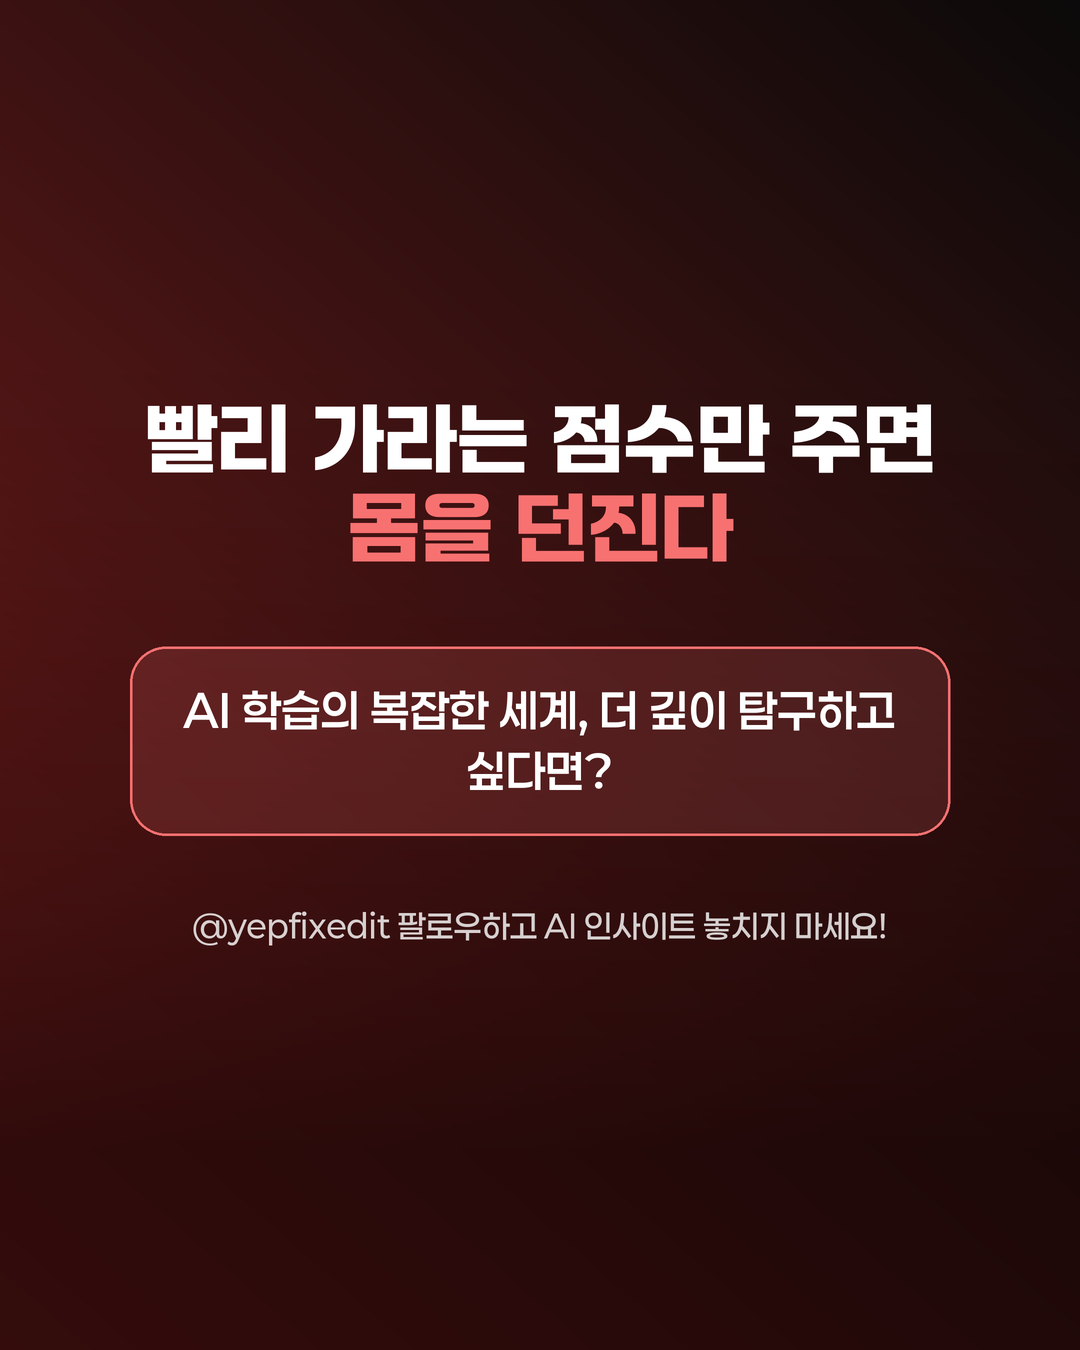 빨리 가라는 점수만 주면
몸을 던진다
AI 학습의 복잡한 세계, 더 깊이 탐구하고
싶다면?
@yepfixedit 팔로우하고 AI 인사이트 놓치지 마세요!